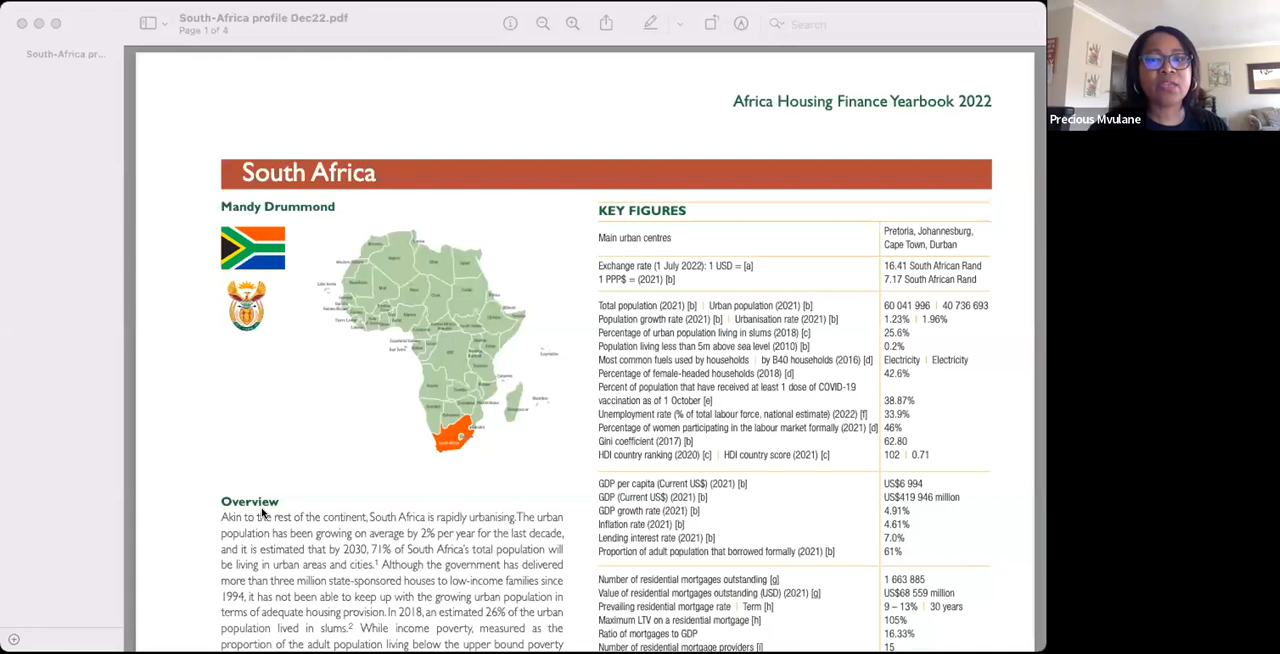 South-Africa profile Dec22.pdf
Page 1 of 4
Search
South-Africa pr...
Precious Mvulane
Africa Housing Finance Yearbook 2022
South Africa
Mandy Drummond
Overview
Akin to the rest of the continent, South Africa is rapidly urbanising. The urban
population has been growing on average by 2% per year for the last decade,
and it is estimated that by 2030, 71% of South Africa's total population will
be living in urban areas and cities.¹ Although the government has delivered
more than three million state-sponsored houses to low-income families since
1994, it has not been able to keep up with the growing urban population in
terms of adequate housing provision. In 2018, an estimated 26% of the urban
population lived in slums.² While income poverty, measured as the
proportion of the adult population living below the upper bound poverty
KEY FIGURES
Main urban centres
Pretoria, Johannesburg,
Cape Town, Durban
Exchange rate (1 July 2022): 1 USD = [a] 16.41 South African Rand
1 PPP$ = (2021) [b] 7.17 South African Rand
Total population (2021) [b] | Urban population (2021) [b] 60 041 996 | 40 736 693
Population growth rate (2021) [b] | Urbanisation rate (2021) [b] 1.23% | 1.96%
Percentage of urban population living in slums (2018) [c] 25.6%
Population living less than 5m above sea level (2010) [b] 0.2%
Most common fuels used by households | by B40 households (2016) [d] Electricity | Electricity
Percentage of female-headed households (2018) [d] 42.6%
Percent of population that have received at least 1 dose of COVID-19
vaccination as of 1 October [e] 38.87%
Unemployment rate (% of total labour force, national estimate) (2022) [f] 33.9%
Percentage of women participating in the labour market formally (2021) [d] 46%
Gini coefficient (2017) [b] 62.80
HDI country ranking (2020) [c] | HDI country score (2021) [c] 102 | 0.71
GDP per capita (Current US$) (2021) [b] US$6 994
GDP (Current US$) (2021) [b] US$419 946 million
GDP growth rate (2021) [b] 4.91%
Inflation rate (2021) [b] 4.61%
Lending interest rate (2021) [b] 7.0%
Proportion of adult population that borrowed formally (2021) [b] 61%
Number of residential mortgages outstanding [g] 1 663 885
Value of residential mortgages outstanding (USD) (2021) [g] US$68 559 million
Prevailing residential mortgage rate | Term [h] 9 – 13% | 30 years
Maximum LTV on a residential mortgage [h] 105%
Ratio of mortgages to GDP 16.33%
Number of residential mortgage providers [i] 15